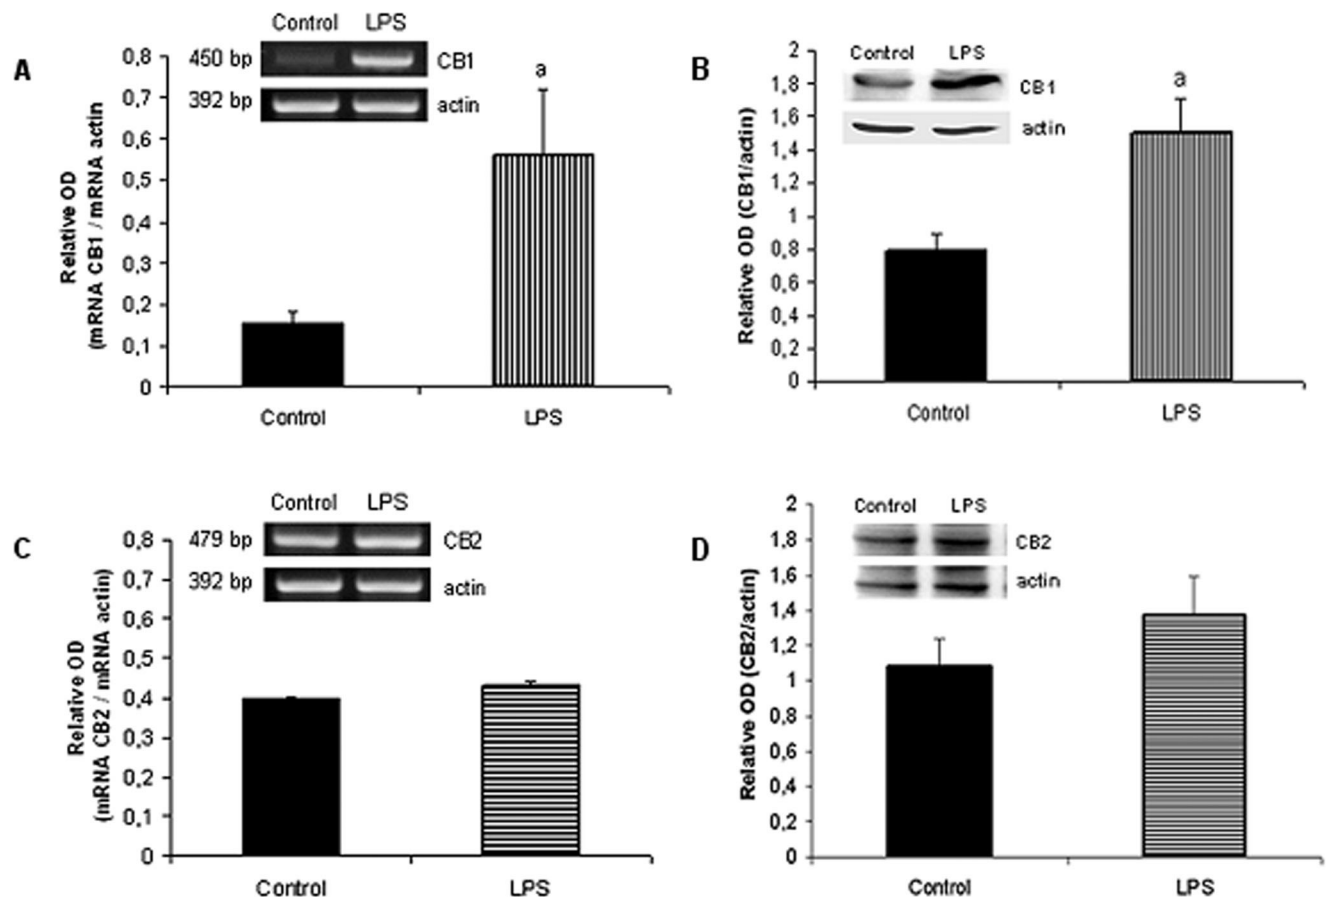 A
Control LPS
450 bp CB1
392 bp actin
a
0,8
0,7
0,6
0,5
0,4
0,3
0,2
0,1
0
Relative OD
(mRNA CB1 / mRNA actin
Control LPS
B
Control LPS
CB1
actin
a
2
1,8
1,6
1,4
1,2
1
0,8
0,6
0,4
0,2
0
Relative OD (CB1/actin)
Control LPS
C
Control LPS
479 bp CB2
392 bp actin
0,8
0,7
0,6
0,5
0,4
0,3
0,2
0,1
0
Relative OD
(mRNA CB2 / mRNA actin)
Control LPS
D
Control LPS
CB2
actin
2
1,8
1,6
1,4
1,2
1
0,8
0,6
0,4
0,2
0
Relative OD (CB2/actin)
Control LPS